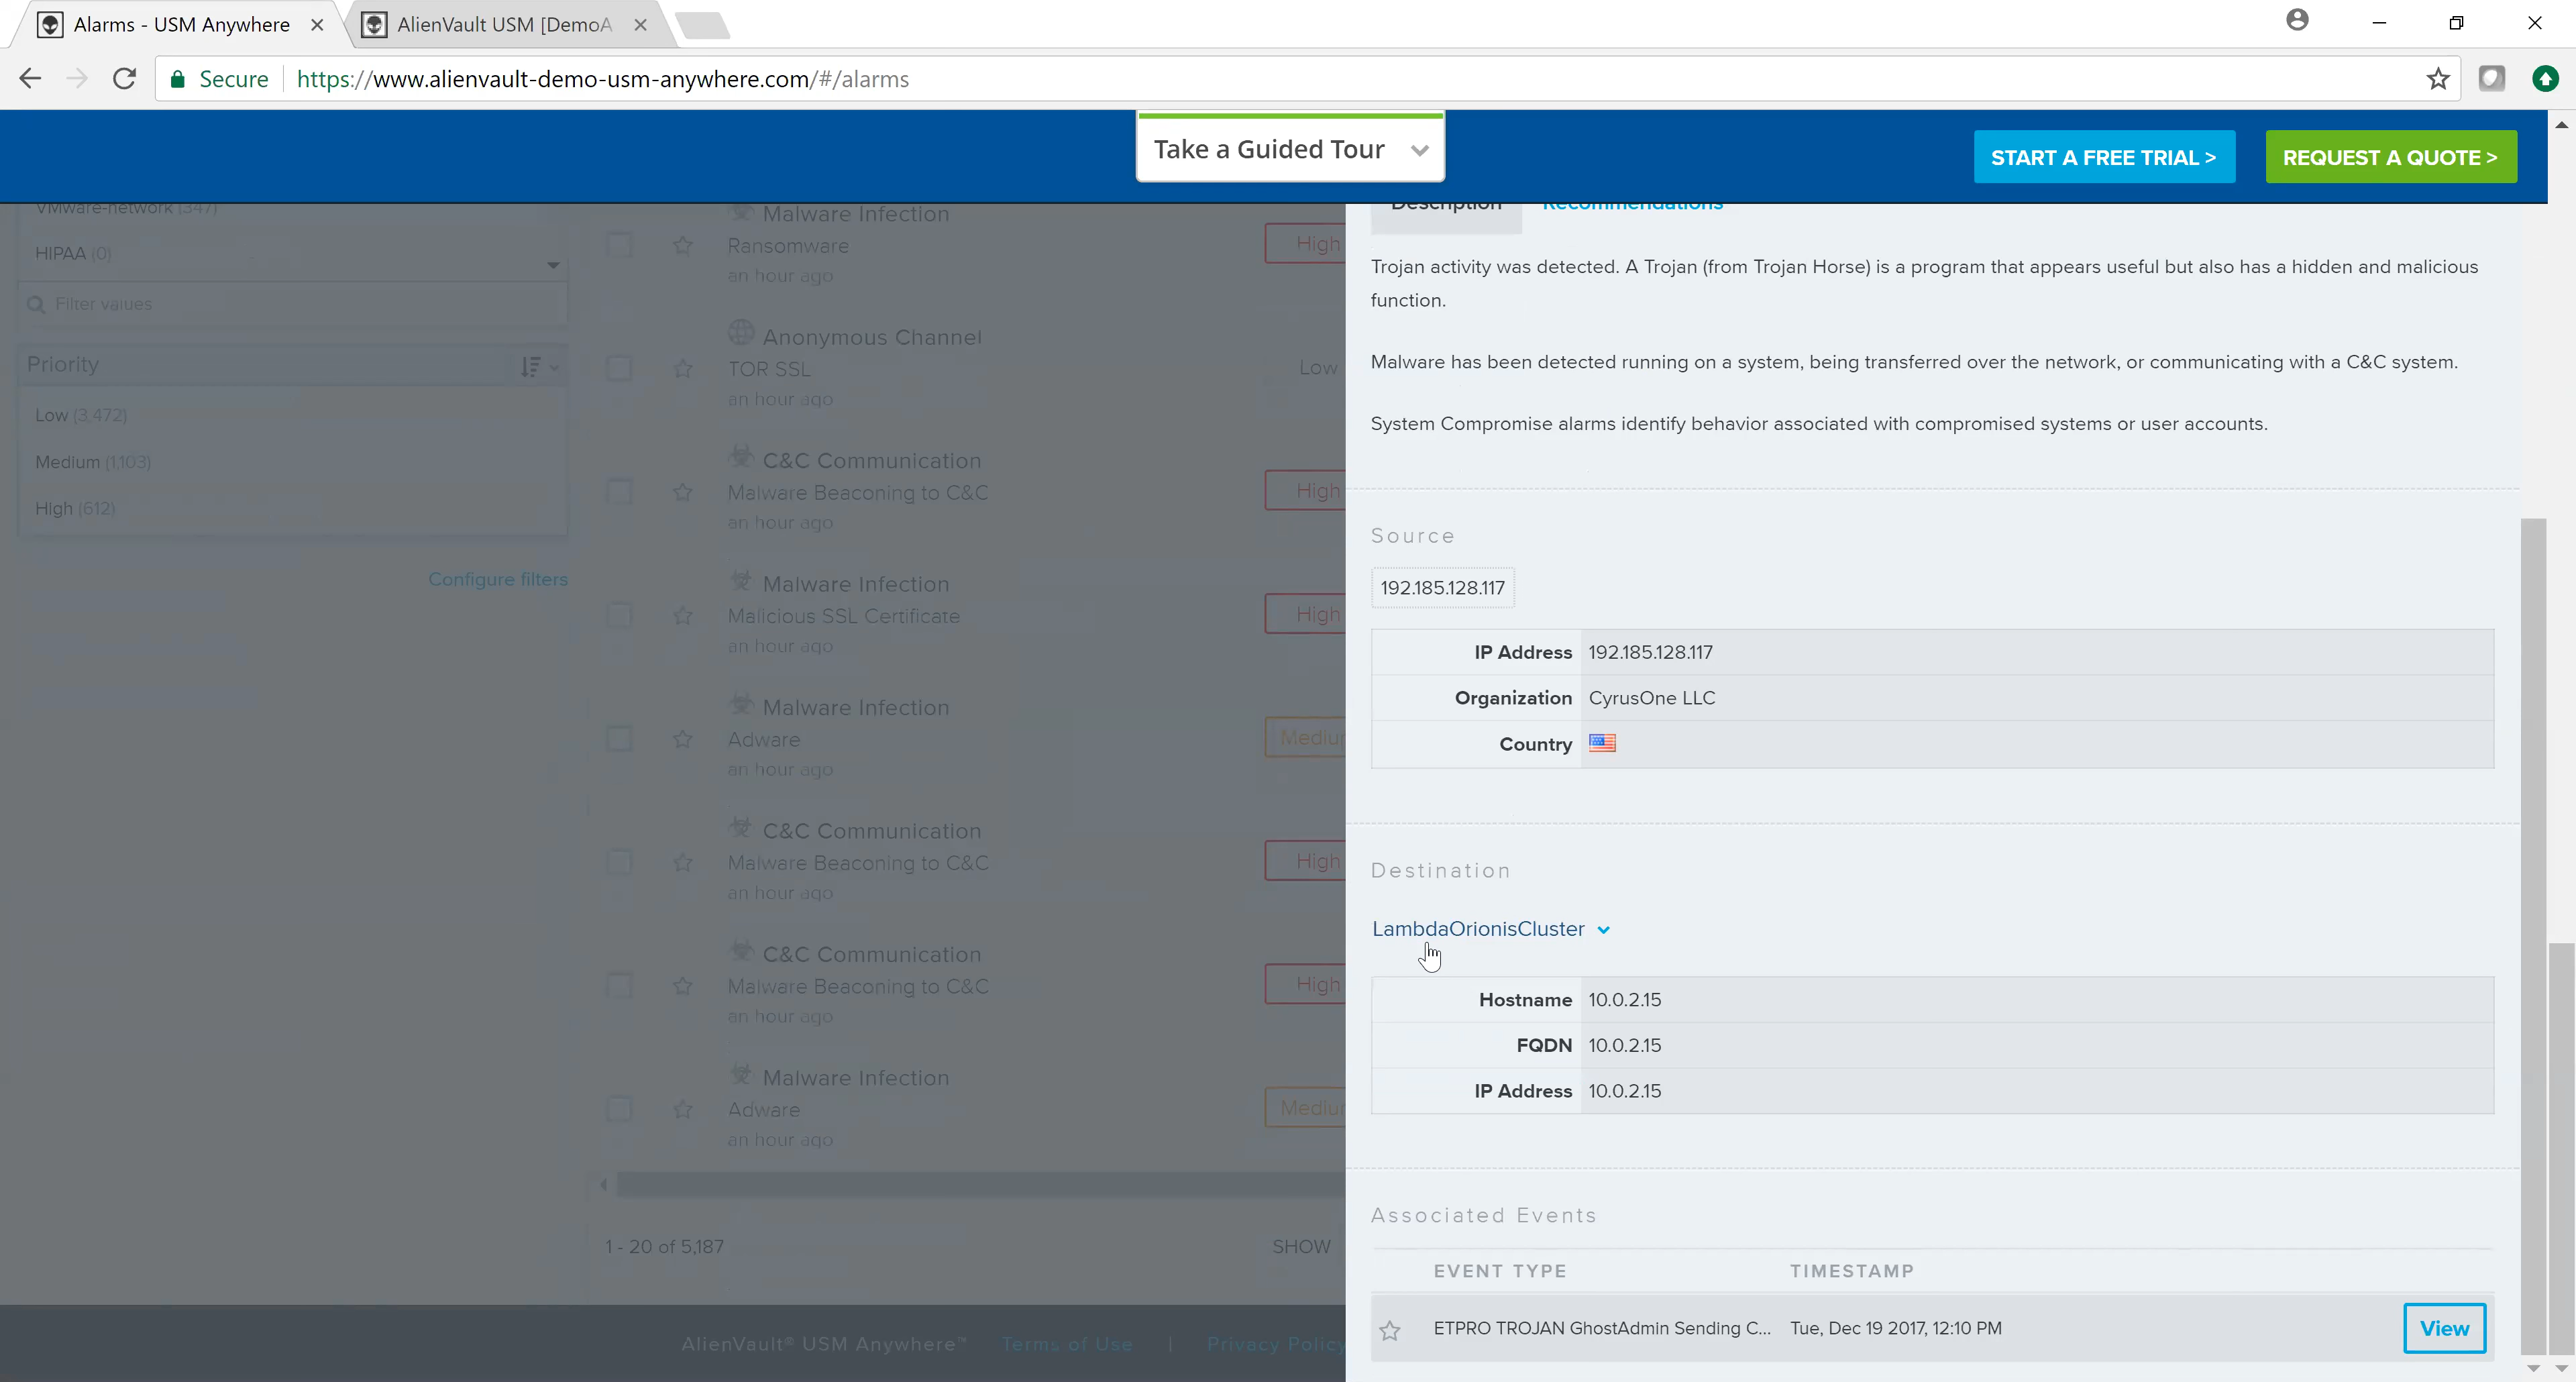 Alarms - USM Anywhere
AlienVault USM [DemoA
Secure
https://www.alienvault-demo-usm-anywhere.com/#/alarms
Take a Guided Tour
START A FREE TRIAL >
REQUEST A QUOTE >
VMware-network (347)
HIPAA (0)
Filter values
Priority
Low (3,472)
Medium (1,103)
High (612)
Configure filters
Malware Infection
Ransomware
an hour ago
High
Anonymous Channel
TOR SSL
an hour ago
Low
C&C Communication
Malware Beaconing to C&C
an hour ago
High
Malware Infection
Malicious SSL Certificate
an hour ago
High
Malware Infection
Adware
an hour ago
Mediu
C&C Communication
Malware Beaconing to C&C
an hour ago
High
C&C Communication
Malware Beaconing to C&C
an hour ago
High
Malware Infection
Adware
an hour ago
Mediu
1 - 20 of 5,187
SHOW
AlienVault® USM Anywhere™
Terms of Use
|
Privacy Policy
Description
Recommendations
Trojan activity was detected. A Trojan (from Trojan Horse) is a program that appears useful but also has a hidden and malicious
function.
Malware has been detected running on a system, being transferred over the network, or communicating with a C&C system.
System Compromise alarms identify behavior associated with compromised systems or user accounts.
Source
192.185.128.117
IP Address 192.185.128.117
Organization CyrusOne LLC
Country
Destination
LambdaOrionisCluster
Hostname 10.0.2.15
FQDN 10.0.2.15
IP Address 10.0.2.15
Associated Events
EVENT TYPE TIMESTAMP
ETPRO TROJAN GhostAdmin Sending C... Tue, Dec 19 2017, 12:10 PM
View